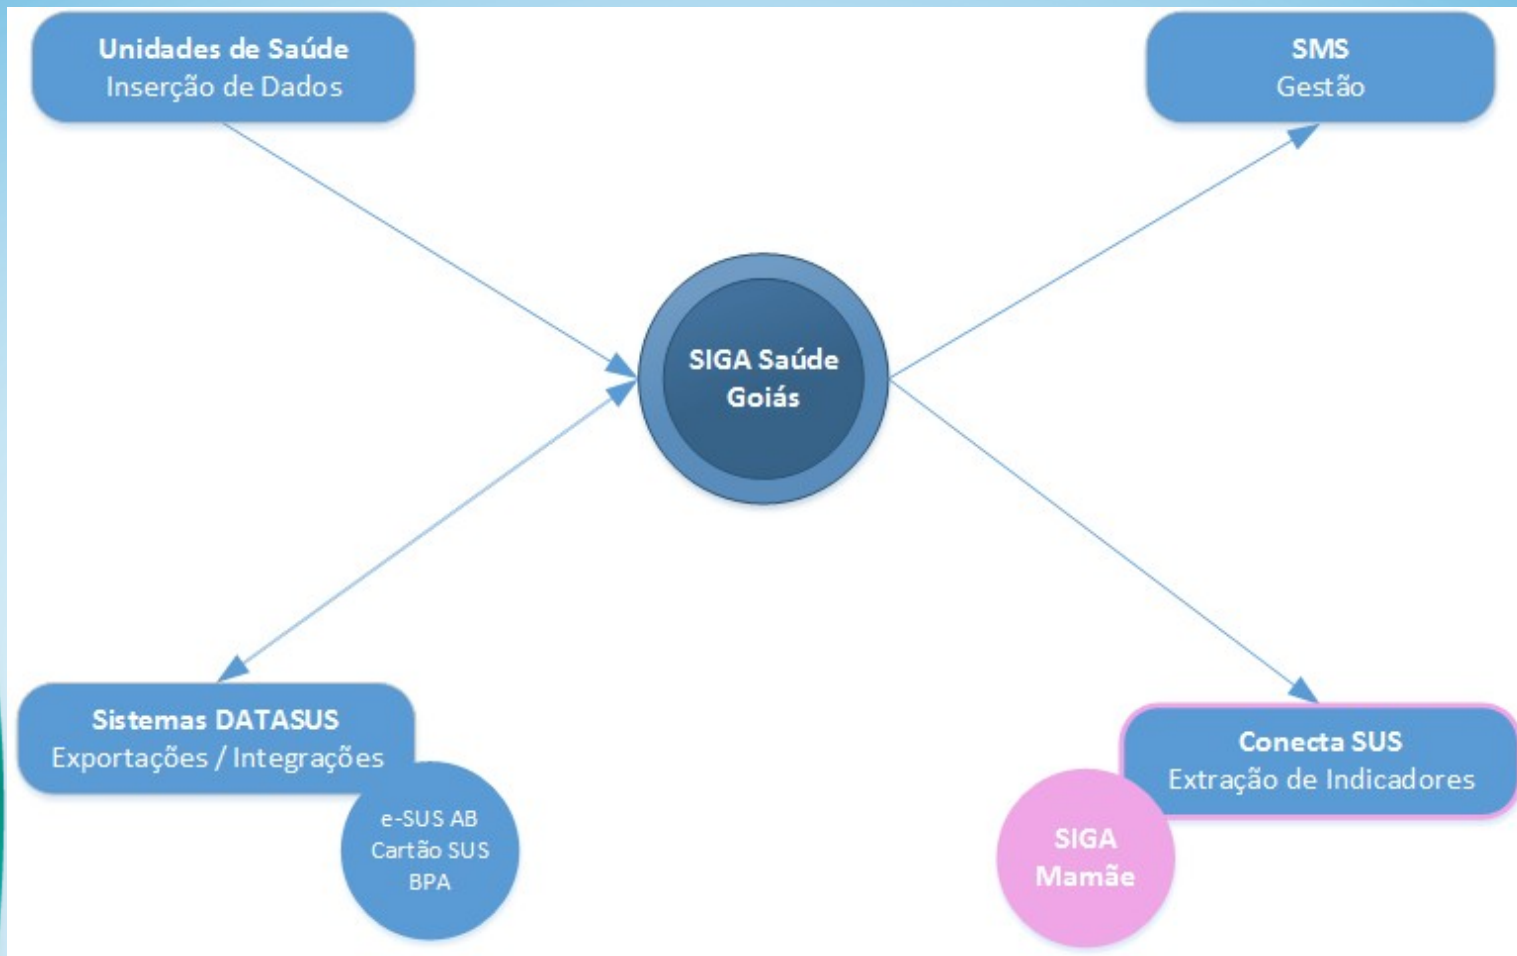 Unidades de Saúde
Inserção de Dados
SMS
Gestão
SIGA Saúde
Goiás
Sistemas DATASUS
Exportações / Integrações
e-SUS AB
Cartão SUS
BPA
Conecta SUS
Extração de Indicadores
SIGA
Mamãe